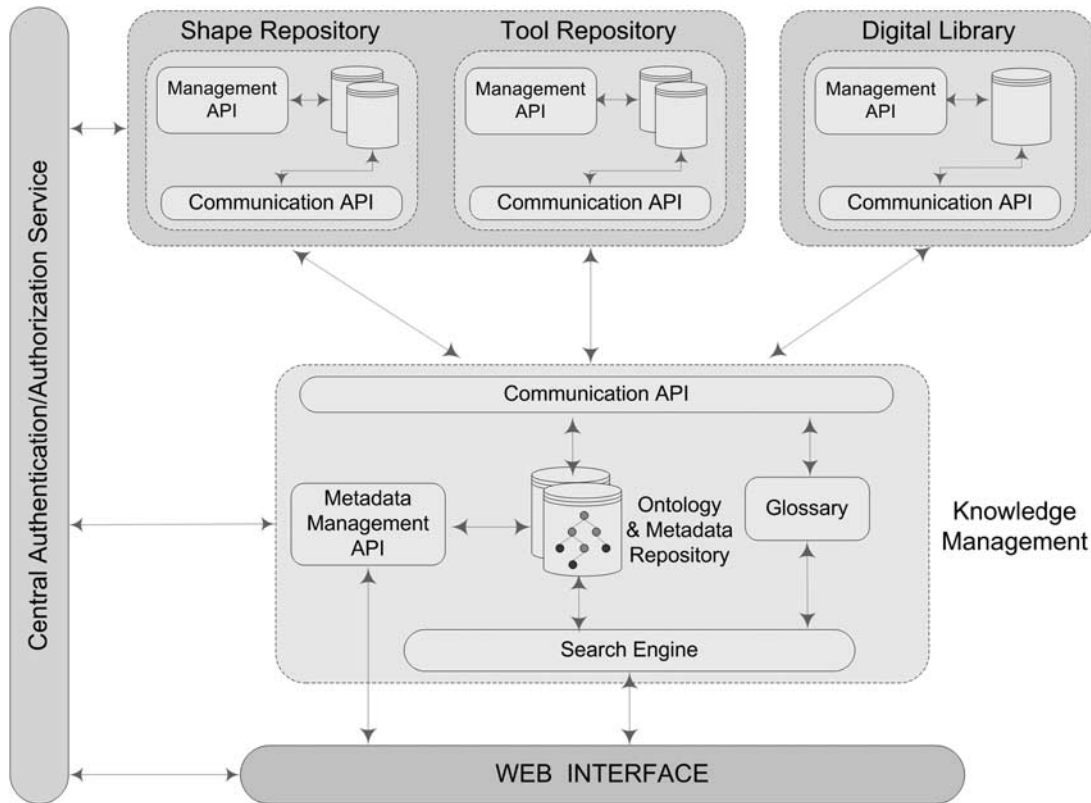 Shape Repository
Tool Repository
Digital Library
Management
API
Management
API
Management
API
Communication API
Communication API
Communication API
Central Authentication/Authorization Service
Communication API
Metadata
Management
API
Ontology
& Metadata
Repository
Glossary
Knowledge
Management
Search Engine
WEB INTERFACE